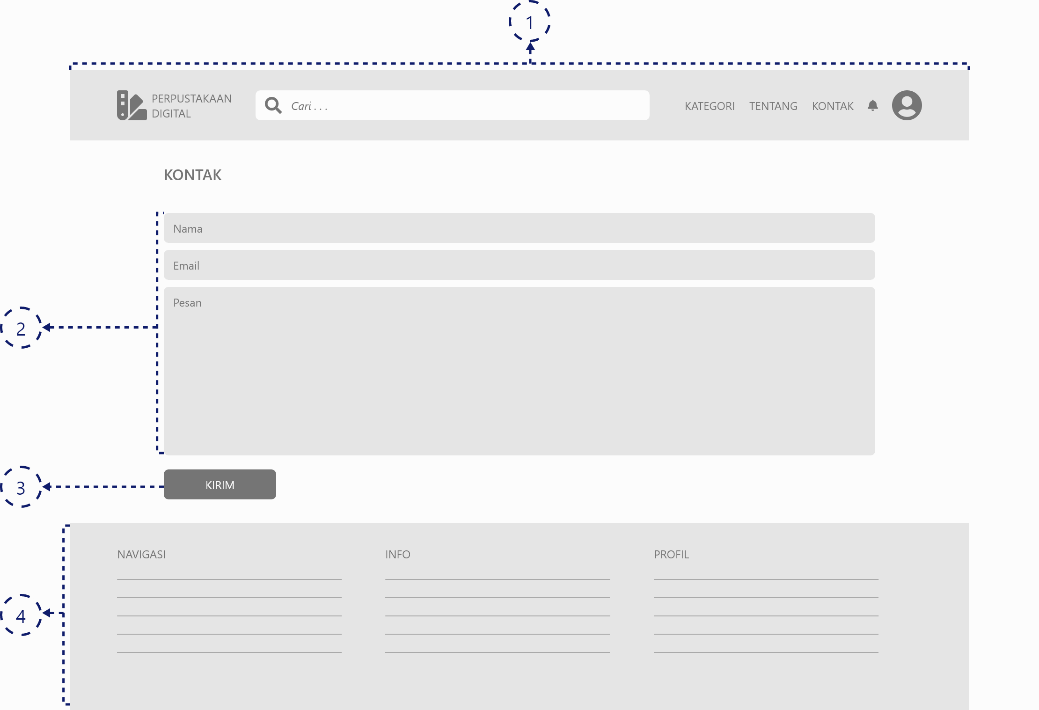 1
PERPUSTAKAAN
DIGITAL
Cari . . .
KATEGORI TENTANG KONTAK
KONTAK
Nama
Email
Pesan
2
3
KIRIM
NAVIGASI INFO PROFIL
4